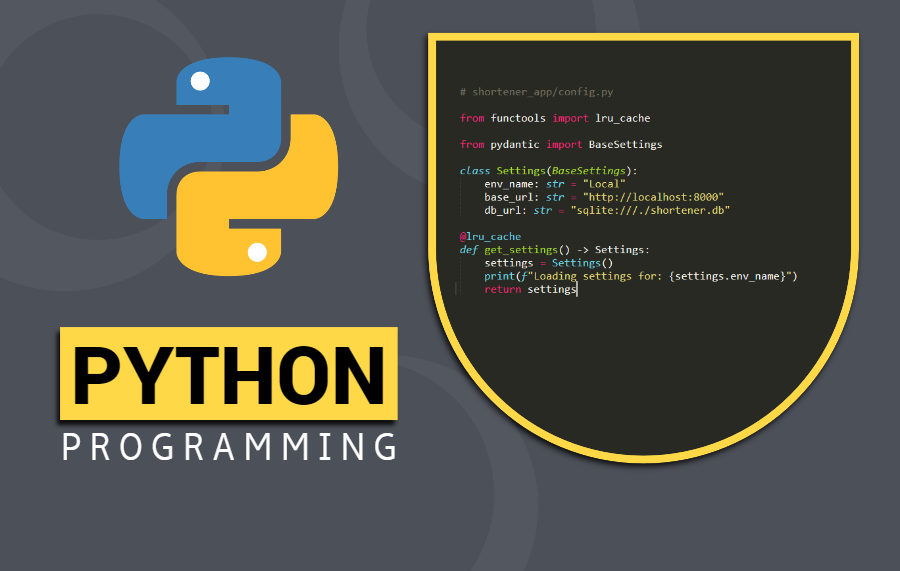 PYTHON
PROGRAMMING
# shortener_app/config.py
from functools import lru_cache
from pydantic import BaseSettings
class Settings(BaseSettings):
    env_name: str = "Local"
    base_url: str = "http://localhost:8000"
    db_url: str = "sqlite:///./shortener.db"
@lru_cache
def get_settings() -> Settings:
    settings = Settings()
    print(f"Loading settings for: {settings.env_name}")
    return settings